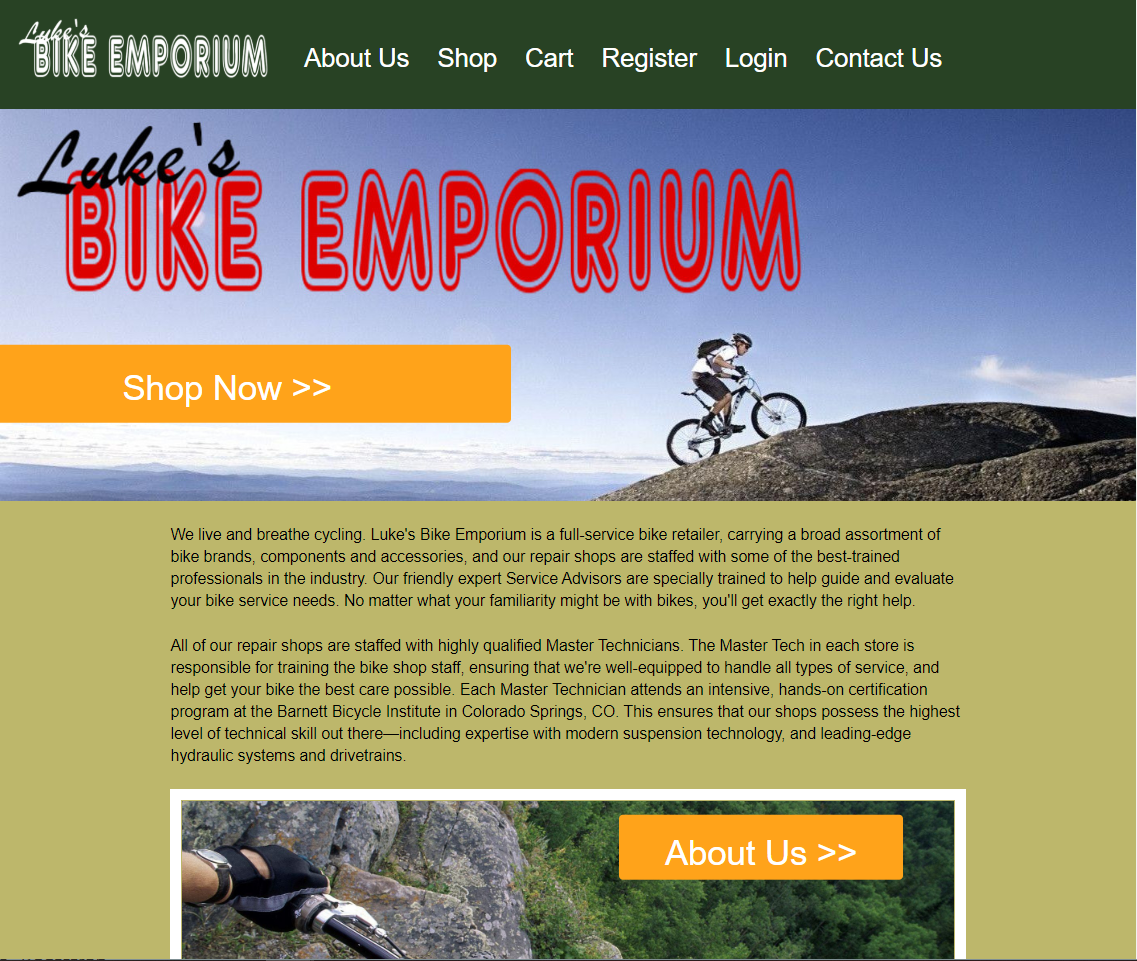 Luke's
BIKE EMPORIUM
About Us Shop Cart Register Login Contact Us
Luke's
BIKE EMPORIUM
Shop Now >>
We live and breathe cycling. Luke's Bike Emporium is a full-service bike retailer, carrying a broad assortment of
bike brands, components and accessories, and our repair shops are staffed with some of the best-trained
professionals in the industry. Our friendly expert Service Advisors are specially trained to help guide and evaluate
your bike service needs. No matter what your familiarity might be with bikes, you'll get exactly the right help.
All of our repair shops are staffed with highly qualified Master Technicians. The Master Tech in each store is
responsible for training the bike shop staff, ensuring that we're well-equipped to handle all types of service, and
help get your bike the best care possible. Each Master Technician attends an intensive, hands-on certification
program at the Barnett Bicycle Institute in Colorado Springs, CO. This ensures that our shops possess the highest
level of technical skill out there—including expertise with modern suspension technology, and leading-edge
hydraulic systems and drivetrains.
About Us >>